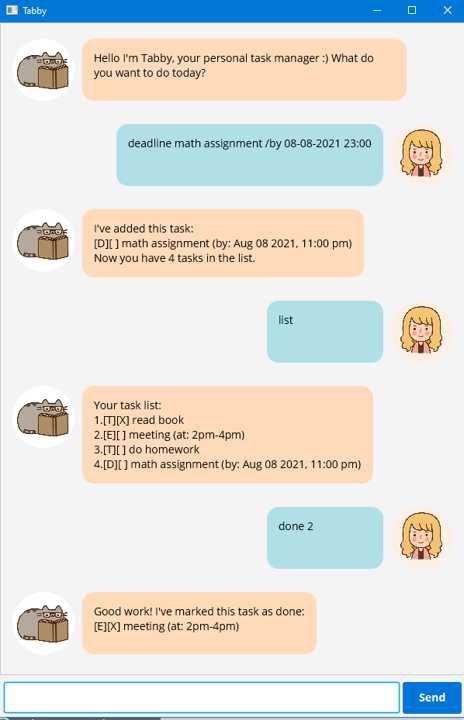 Tabby
Hello I'm Tabby, your personal task manager :) What do
you want to do today?
deadline math assignment /by 08-08-2021 23:00
I've added this task:
[D][ ] math assignment (by: Aug 08 2021, 11:00 pm)
Now you have 4 tasks in the list.
list
Your task list:
1.[T][X] read book
2.[E][ ] meeting (at: 2pm-4pm)
3.[T][ ] do homework
4.[D][ ] math assignment (by: Aug 08 2021, 11:00 pm)
done 2
Good work! I've marked this task as done:
[E][X] meeting (at: 2pm-4pm)
Send